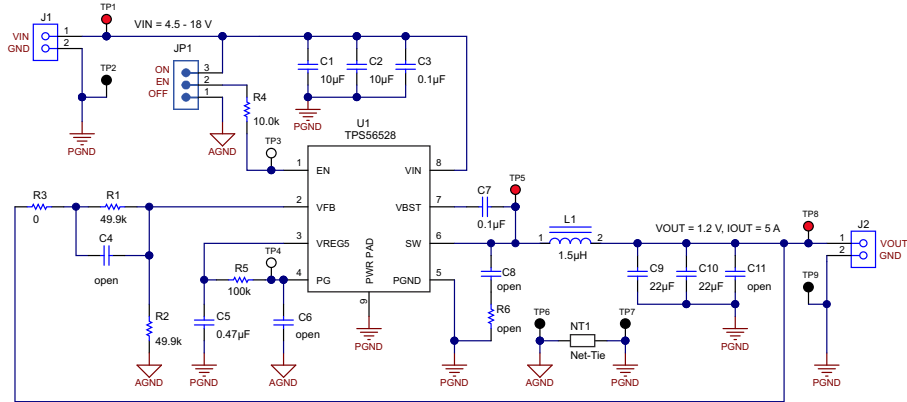 J1
TP1
VIN = 4.5 - 18 V
VIN
1
GND
2
TP2
PGND
JP1
ON
3
EN
2
OFF
1
AGND
R4
10.0k
TP3
C1
10µF
C2
10µF
C3
0.1µF
PGND
U1
TPS56528
1
EN
VIN
8
2
VFB
VBST
7
3
VREG5
SW
6
4
PG
PGND
5
PWR PAD
9
PGND
R3
0
R1
49.9k
C4
open
R2
49.9k
AGND
TP4
R5
100k
C5
0.47µF
PGND
C6
open
AGND
C7
0.1µF
TP5
C8
open
R6
open
PGND
L1
1
2
1.5µH
VOUT = 1.2 V, IOUT = 5 A
C9
22µF
C10
22µF
C11
open
PGND
TP6
NT1
TP7
Net-Tie
AGND
PGND
TP8
J2
1
VOUT
2
GND
TP9
PGND